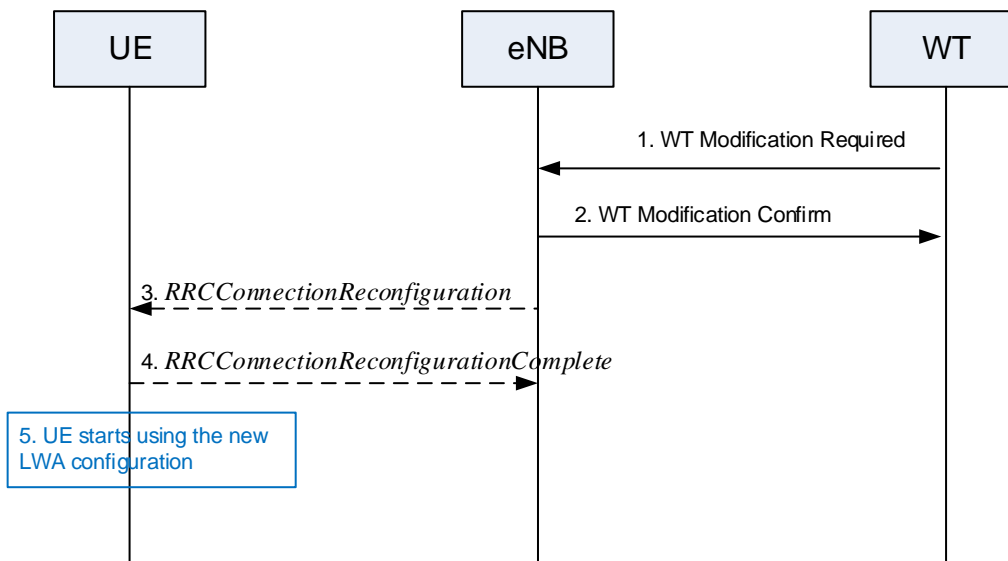 UE
eNB
WT
1. WT Modification Required
2. WT Modification Confirm
3. RRCConnectionReconfiguration
4. RRCConnectionReconfigurationComplete
5. UE starts using the new
LWA configuration